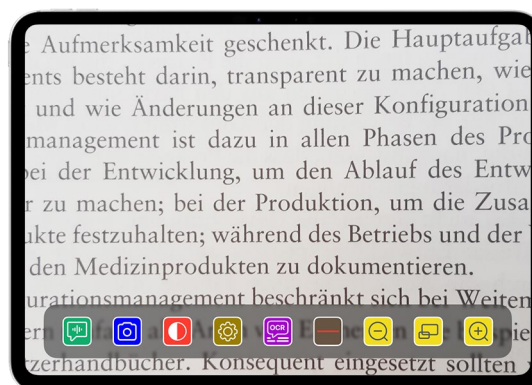 Aufmerksamkeit geschenkt. Die Hauptaufgab
ents besteht darin, transparent zu machen, wie
und wie Änderungen an dieser Konfiguration
management ist dazu in allen Phasen des Pro
bei der Entwicklung, um den Ablauf des Entw
r zu machen; bei der Produktion, um die Zusa
ukte festzuhalten; während des Betriebs und der
den Medizinprodukten zu dokumentieren.
urationsmanagement beschränkt sich bei Weiten
OCR
rzerhandbücher. Konsequent eingesetzt sollten